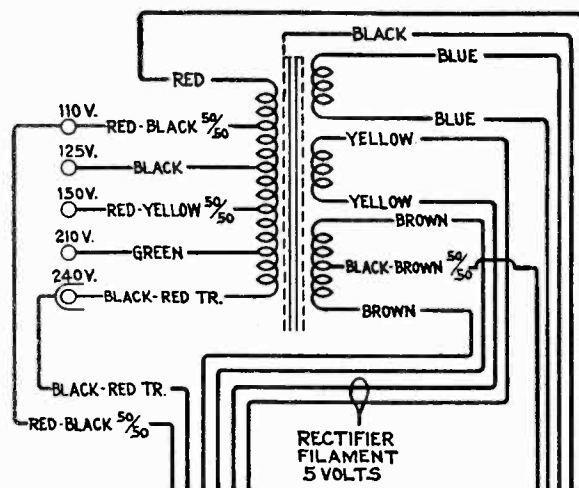 BLACK
BLUE
RED
110 V.
RED-BLACK 50/50
BLUE
125V.
BLACK
YELLOW
150V.
RED-YELLOW 50/50
YELLOW
BROWN
210 V.
GREEN
BLACK-BROWN 50/50
240V.
BLACK-RED TR.
BROWN
BLACK-RED TR.
RED-BLACK 50/50
RECTIFIER
FILAMENT
5 VOLTS